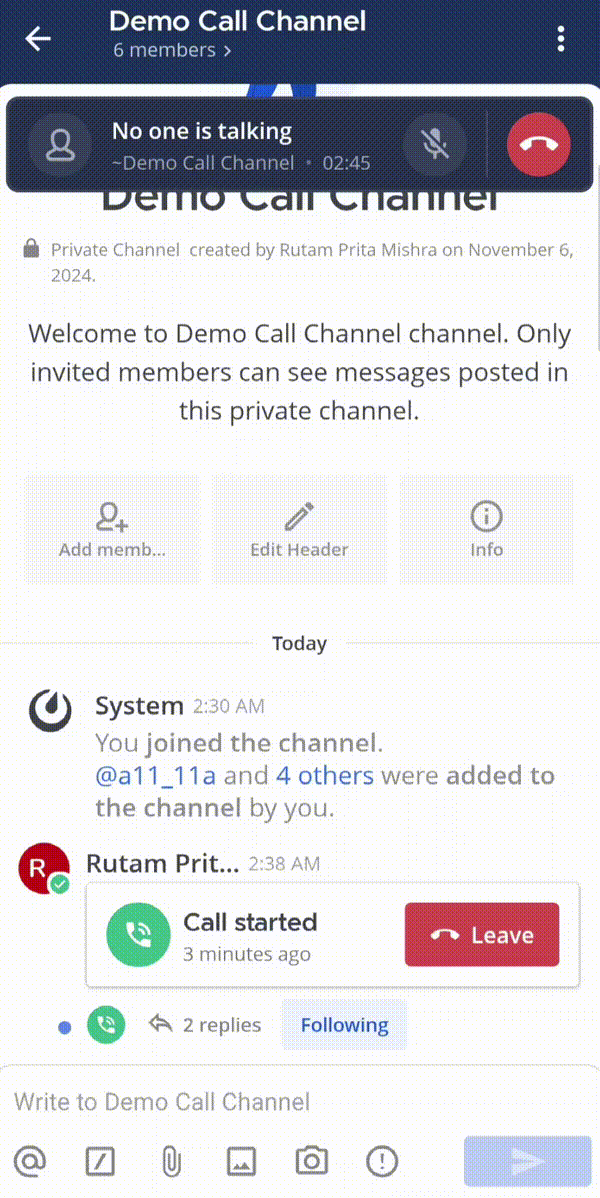 Demo Call Channel
6 members >
No one is talking
~Demo Call Channel • 02:45
Demo Call Channel
Private Channel created by Rutam Prita Mishra on November 6,
2024.
Welcome to Demo Call Channel channel. Only
invited members can see messages posted in
this private channel.
Add memb...
Edit Header
Info
Today
System 2:30 AM
You joined the channel.
@a11_11a and 4 others were added to
the channel by you.
R
Rutam Prit... 2:38 AM
Call started
3 minutes ago
Leave
2 replies
Following
Write to Demo Call Channel